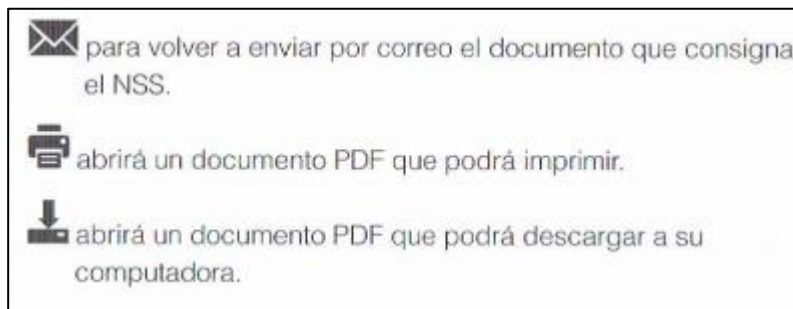 para volver a enviar por correo el documento que consigna
el NSS.
abrirá un documento PDF que podrá imprimir.
abrirá un documento PDF que podrá descargar a su
computadora.